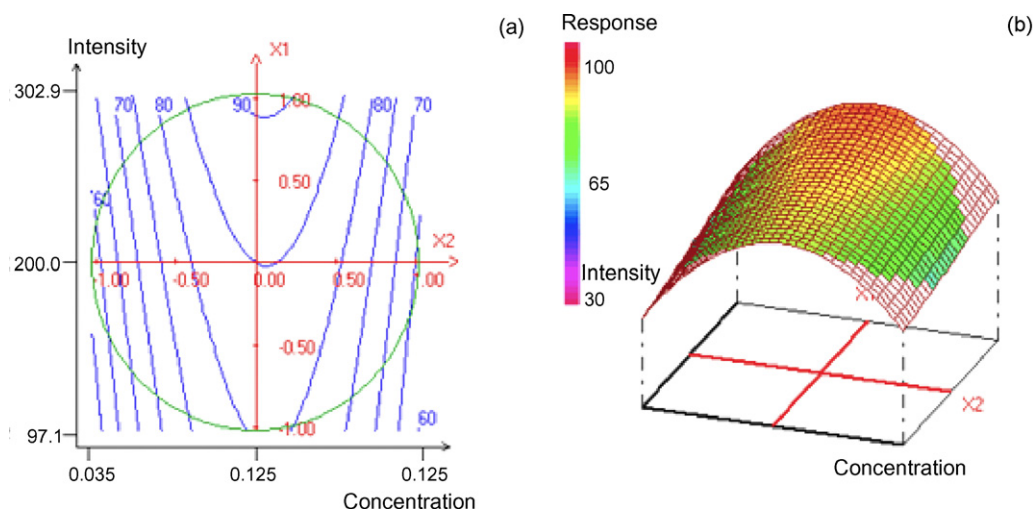 (a)
Intensity
X1
302.9
70
80
90
1.00
80
70
0.50
60
X2
200.0
-1.00
-0.50
0.00
0.50
1.00
-0.50
60
97.1
-1.00
0.035
0.125
0.125
Concentration
Response
(b)
100
65
Intensity
30
X1
X2
Concentration